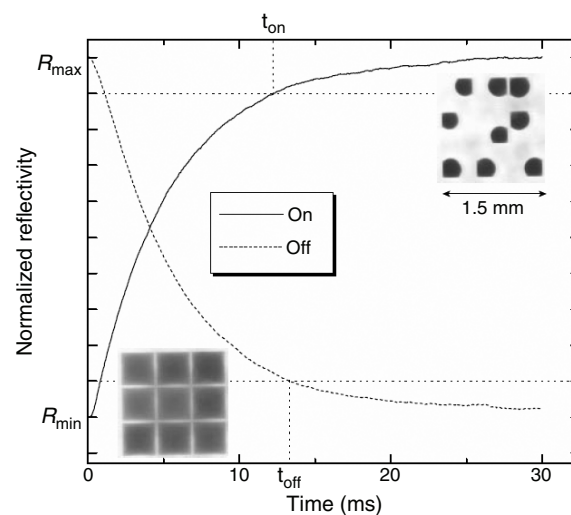 t_on
R_max
On
Off
1.5 mm
Normalized reflectivity
R_min
0
10
20
30
t_off
Time (ms)